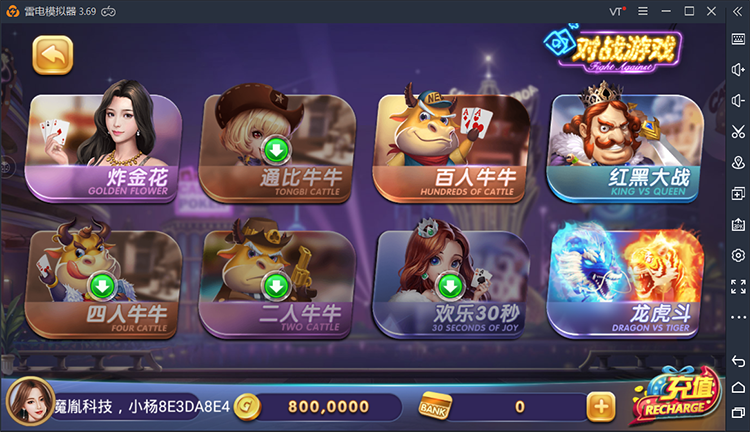 雷电模拟器 3.69
VT
对战游戏
Fight Against
炸金花
GOLDEN FLOWER
通比牛牛
TONGBI CATTLE
百人牛牛
HUNDREDS OF CATTLE
红黑大战
KING VS QUEEN
四人牛牛
FOUR CATTLE
二人牛牛
TWO CATTLE
欢乐30秒
30 SECONDS OF JOY
龙虎斗
DRAGON VS TIGER
魔胤科技，小杨8E3DA8E4
G
800,0000
BANK
0
充值
RECHARGE